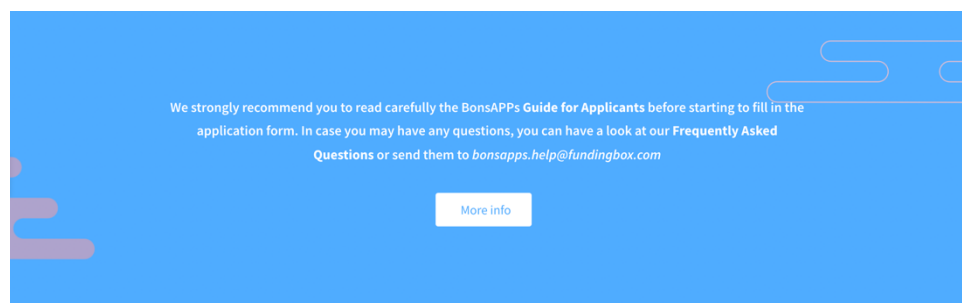 We strongly recommend you to read carefully the BonsAPPs Guide for Applicants before starting to fill in the
application form. In case you may have any questions, you can have a look at our Frequently Asked
Questions or send them to bonsapps.help@fundingbox.com
More info